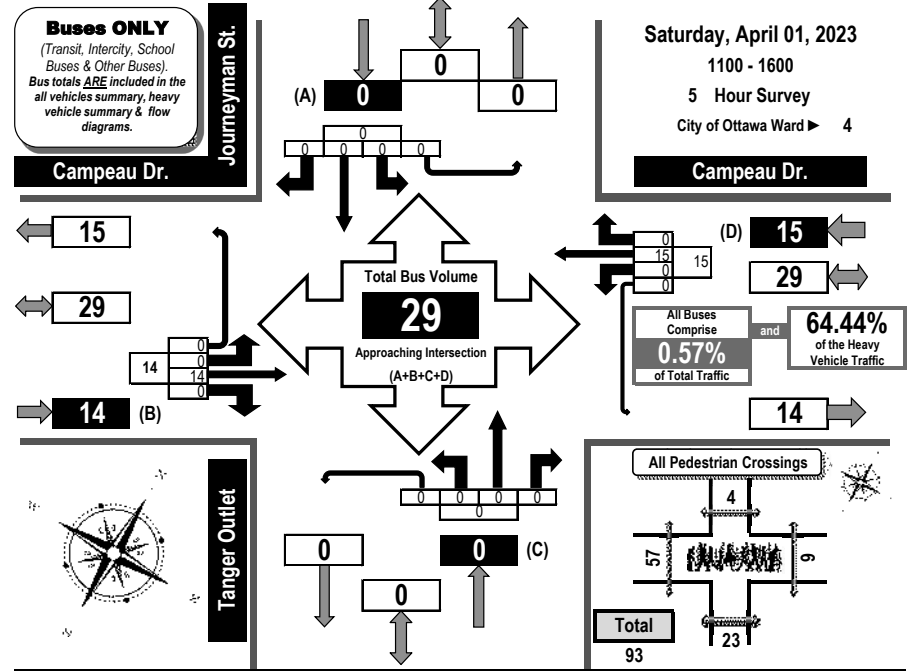 Buses ONLY
(Transit, Intercity, School
Buses & Other Buses).
Bus totals ARE included in the
all vehicles summary, heavy
vehicle summary & flow
diagrams.
Journeyman St.
Campeau Dr.
0
0
(A) 0
0
0
0 0 0 0
Saturday, April 01, 2023
1100 - 1600
5 Hour Survey
City of Ottawa Ward► 4
Campeau Dr.
15
29
0
0
14
14
0
14 (B)
Total Bus Volume
29
Approaching Intersection
(A+B+C+D)
0
15
0
0
15
(D) 15
29
All Buses
Comprise
0.57%
of Total Traffic
and
64.44%
of the Heavy
Vehicle Traffic
14
Tanger Outlet
0 0 0 0
0
0
0 (C)
0
All Pedestrian Crossings
4
57
9
23
Total
93